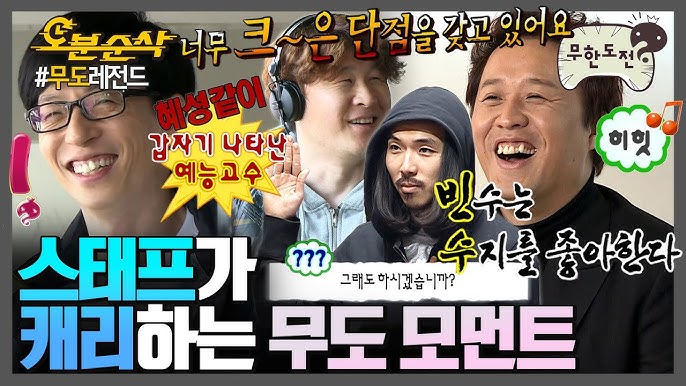 오분순삭
너무 크~은 단점을 갖고 있어요
#무도레전드
무한도전
혜성같이
갑자기 나타난
예능교수
히힛
빈수는
수지를 좋아한다
???
그래도 하시겠습니까?
스태프가
캐리하는 무도 모먼트